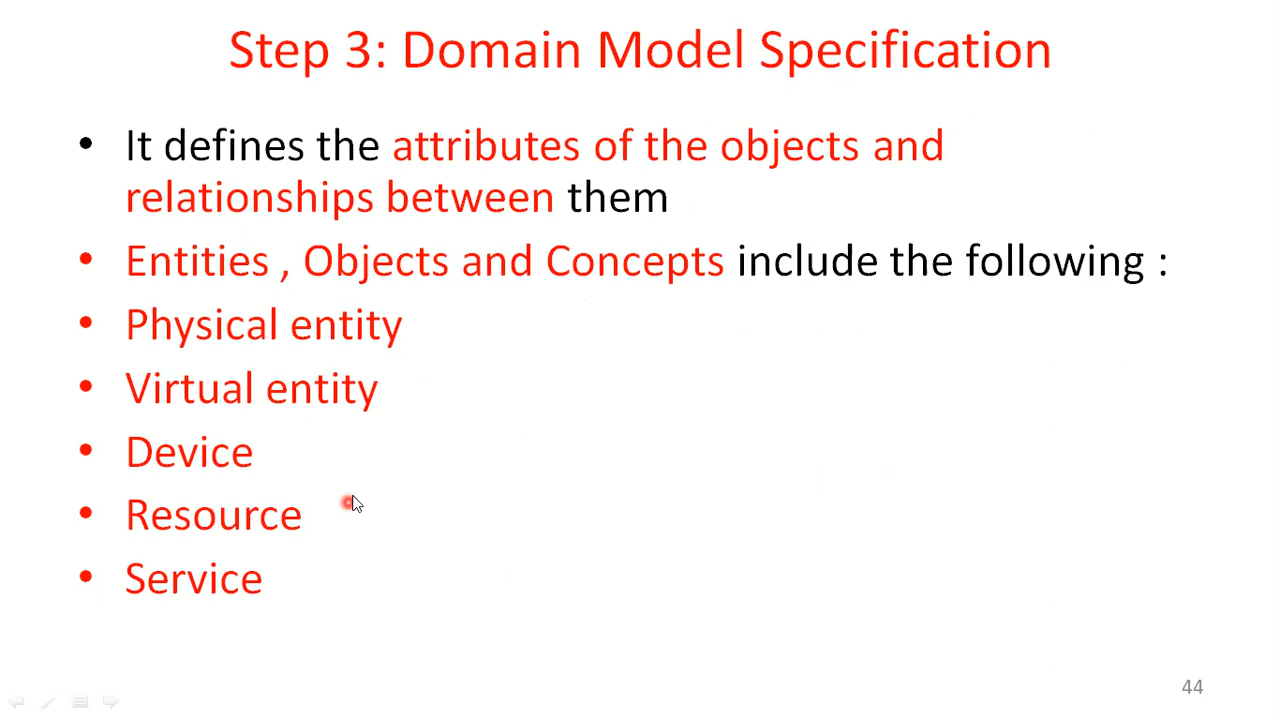 Step 3: Domain Model Specification
• It defines the attributes of the objects and
relationships between them
• Entities , Objects and Concepts include the following :
• Physical entity
• Virtual entity
• Device
• Resource
• Service
44